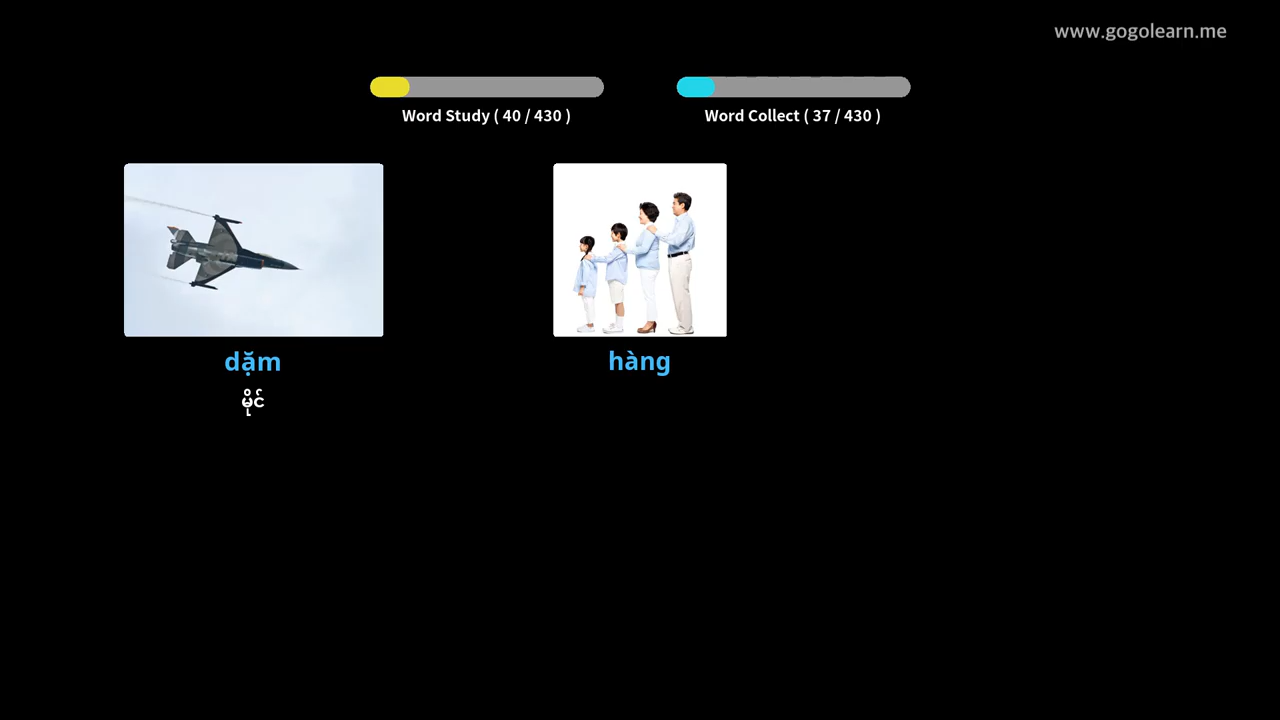 www.gogolearn.me
Word Study ( 40 / 430 )
Word Collect ( 37 / 430 )
dặm
မိုင်
hàng